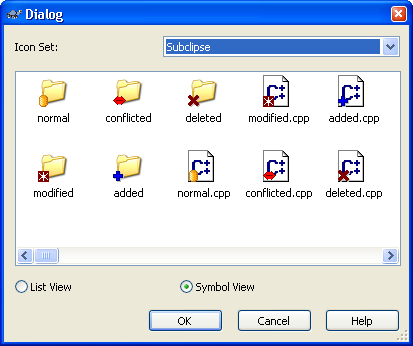 Dialog
Icon Set: Subclipse
normal conflicted deleted modified.cpp added.cpp
modified added normal.cpp conflicted.cpp deleted.cpp
List View Symbol View
OK Cancel Help